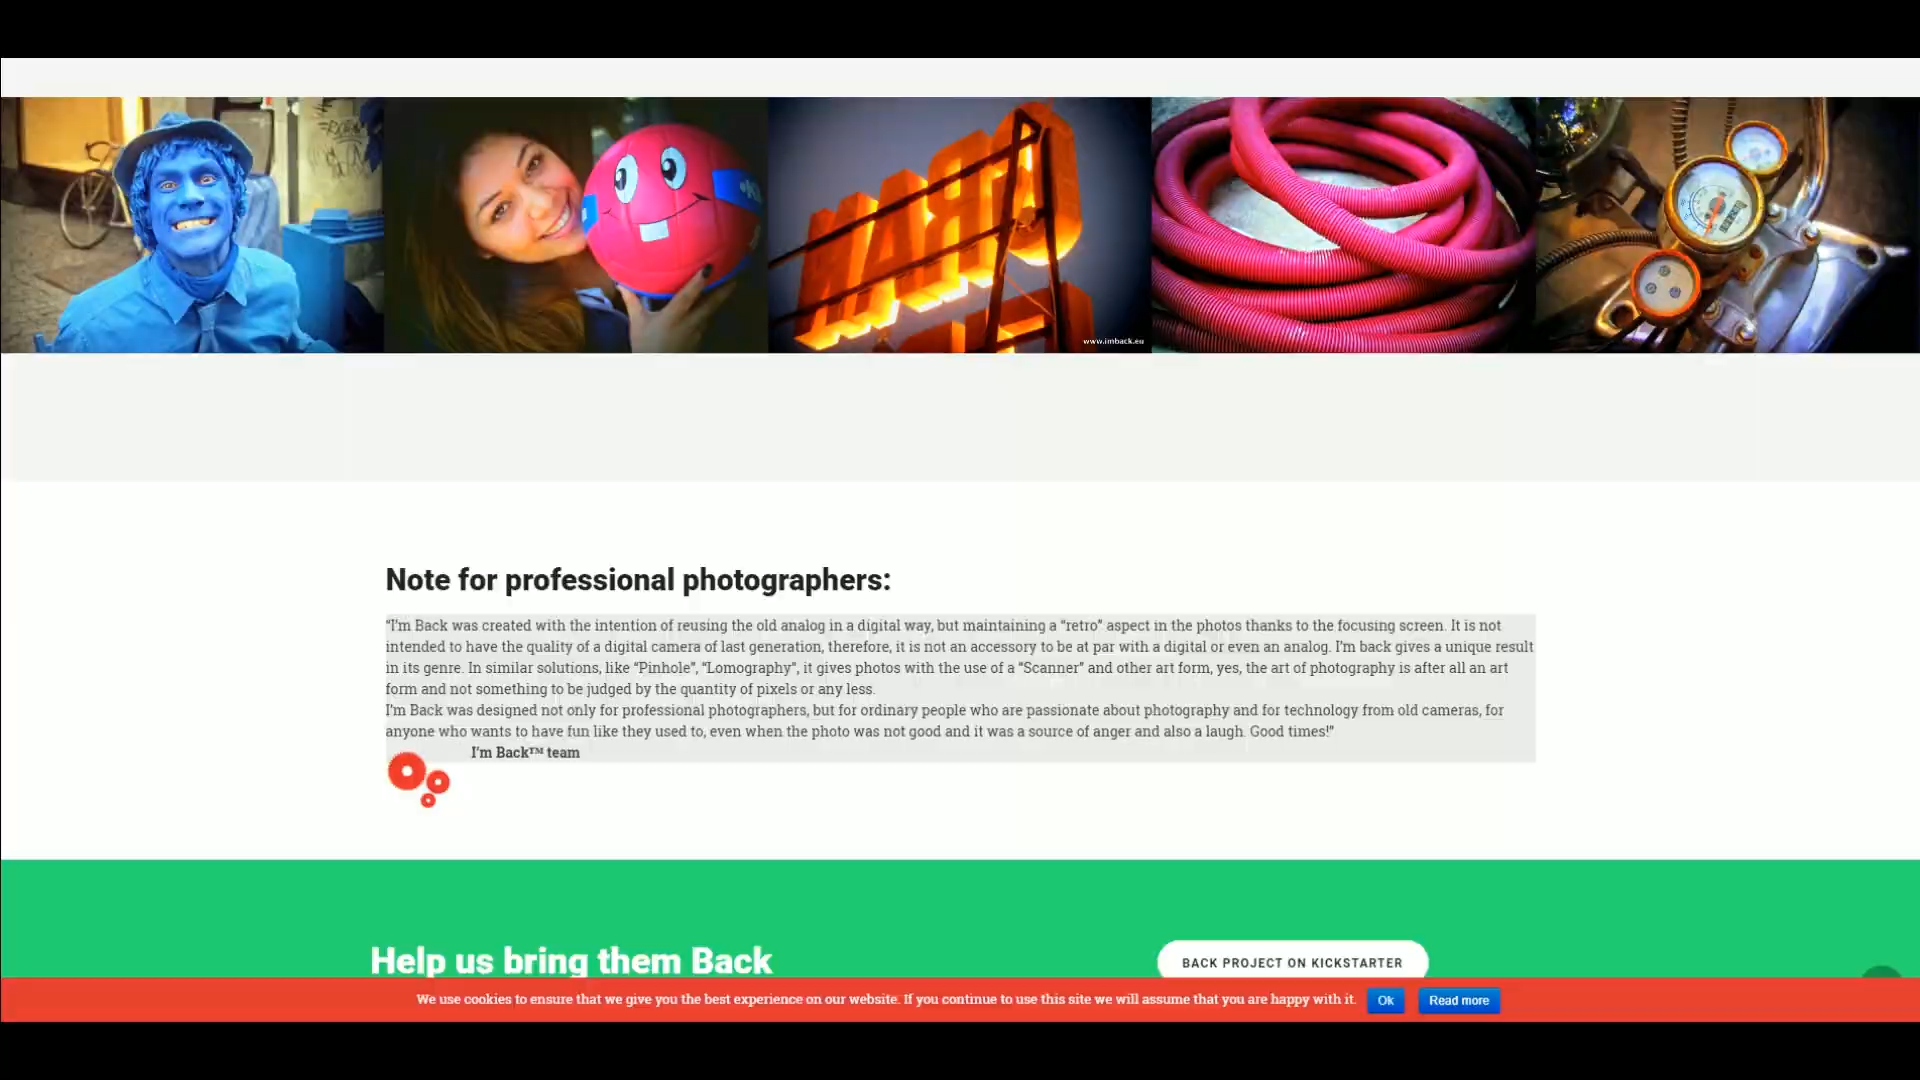 www.imback.eu
Note for professional photographers:
“I’m Back was created with the intention of reusing the old analog in a digital way, but maintaining a “retro” aspect in the photos thanks to the focusing screen. It is not
intended to have the quality of a digital camera of last generation, therefore, it is not an accessory to be at par with a digital or even an analog. I’m back gives a unique result
in its genre. In similar solutions, like “Pinhole”, “Lomography”, it gives photos with the use of a “Scanner” and other art form, yes, the art of photography is after all an art
form and not something to be judged by the quantity of pixels or any less.
I’m Back was designed not only for professional photographers, but for ordinary people who are passionate about photography and for technology from old cameras, for
anyone who wants to have fun like they used to, even when the photo was not good and it was a source of anger and also a laugh. Good times!”
I’m Back™ team
Help us bring them Back
BACK PROJECT ON KICKSTARTER
We use cookies to ensure that we give you the best experience on our website. If you continue to use this site we will assume that you are happy with it.
Ok
Read more